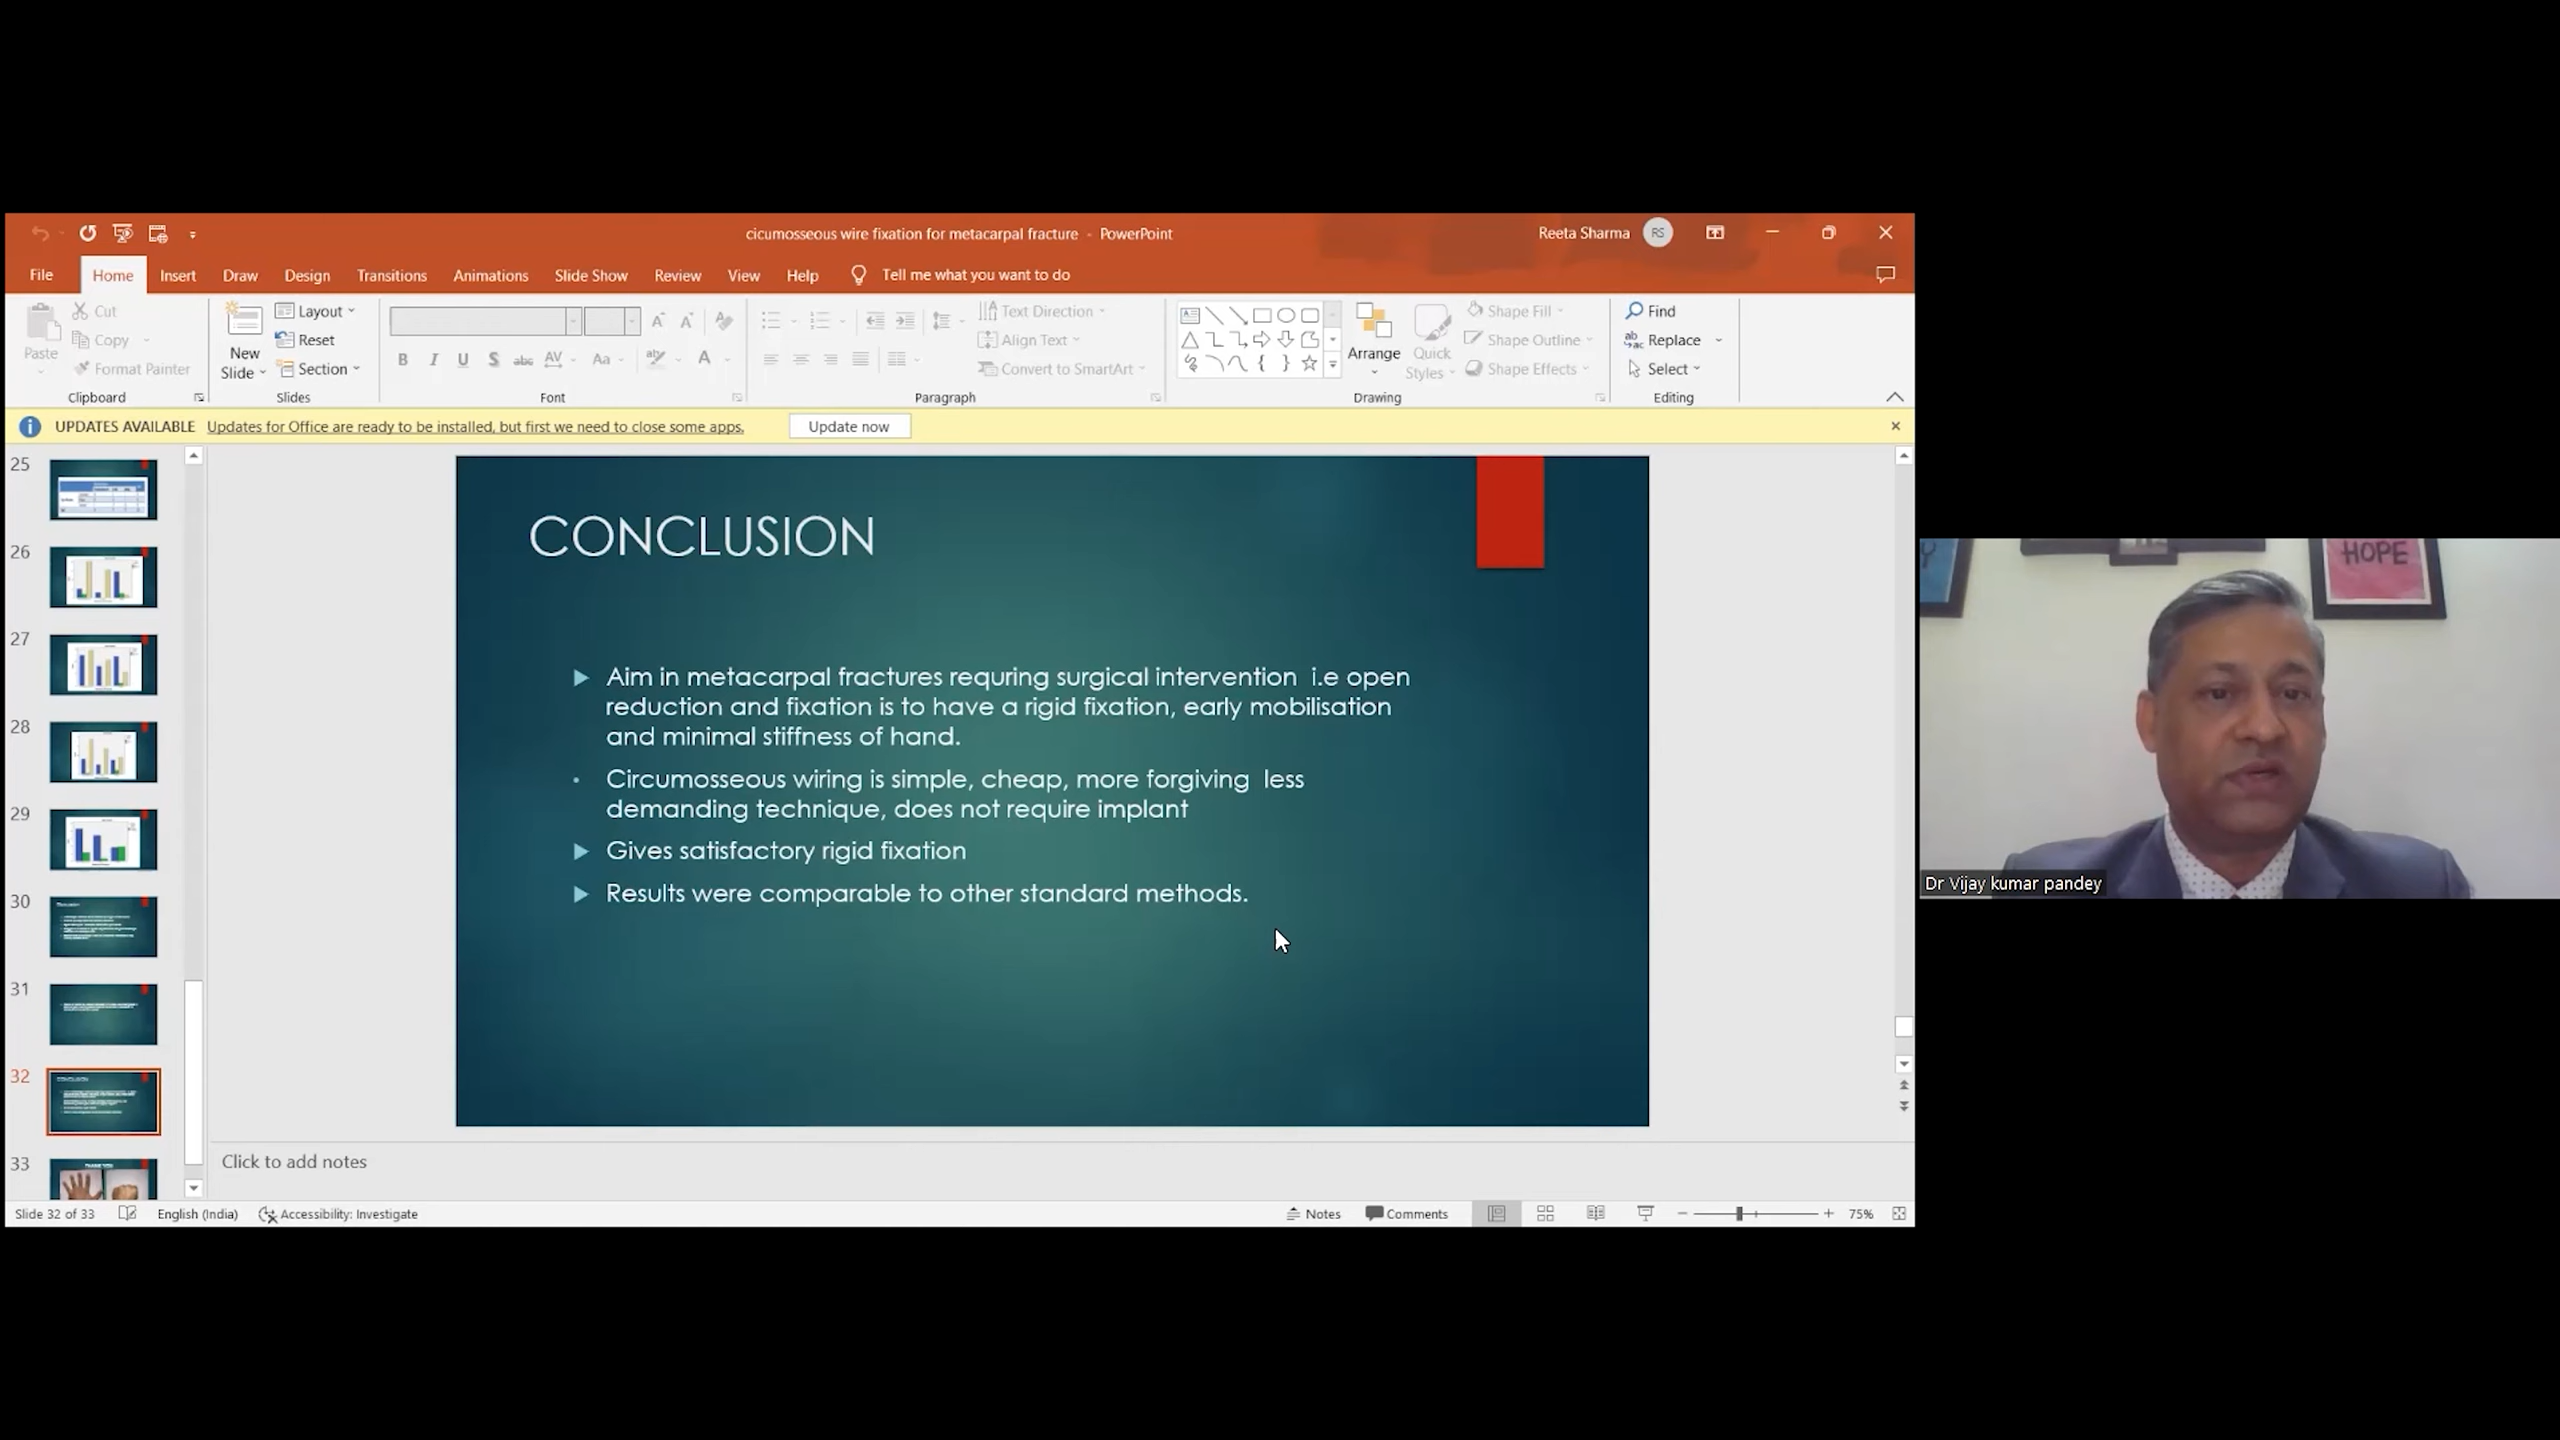 cicumosseous wire fixation for metacarpal fracture - PowerPoint
Reeta Sharma RS
File Home Insert Draw Design Transitions Animations Slide Show Review View Help Tell me what you want to do
Paste
Cut
Copy
Format Painter
Clipboard
New
Slide
Layout
Reset
Section
Slides
Font
Paragraph
Text Direction
Align Text
Convert to SmartArt
Arrange
Quick
Styles
Shape Fill
Shape Outline
Shape Effects
Drawing
Find
Replace
Select
Editing
UPDATES AVAILABLE Updates for Office are ready to be installed, but first we need to close some apps. Update now
25
26
27
28
29
30
31
32
33
CONCLUSION
Aim in metacarpal fractures requring surgical intervention i.e open
reduction and fixation is to have a rigid fixation, early mobilisation
and minimal stiffness of hand.
Circumosseous wiring is simple, cheap, more forgiving less
demanding technique, does not require implant
Gives satisfactory rigid fixation
Results were comparable to other standard methods.
Click to add notes
Slide 32 of 33 English (India) Accessibility: Investigate Notes Comments 75%
HOPE
Dr Vijay kumar pandey